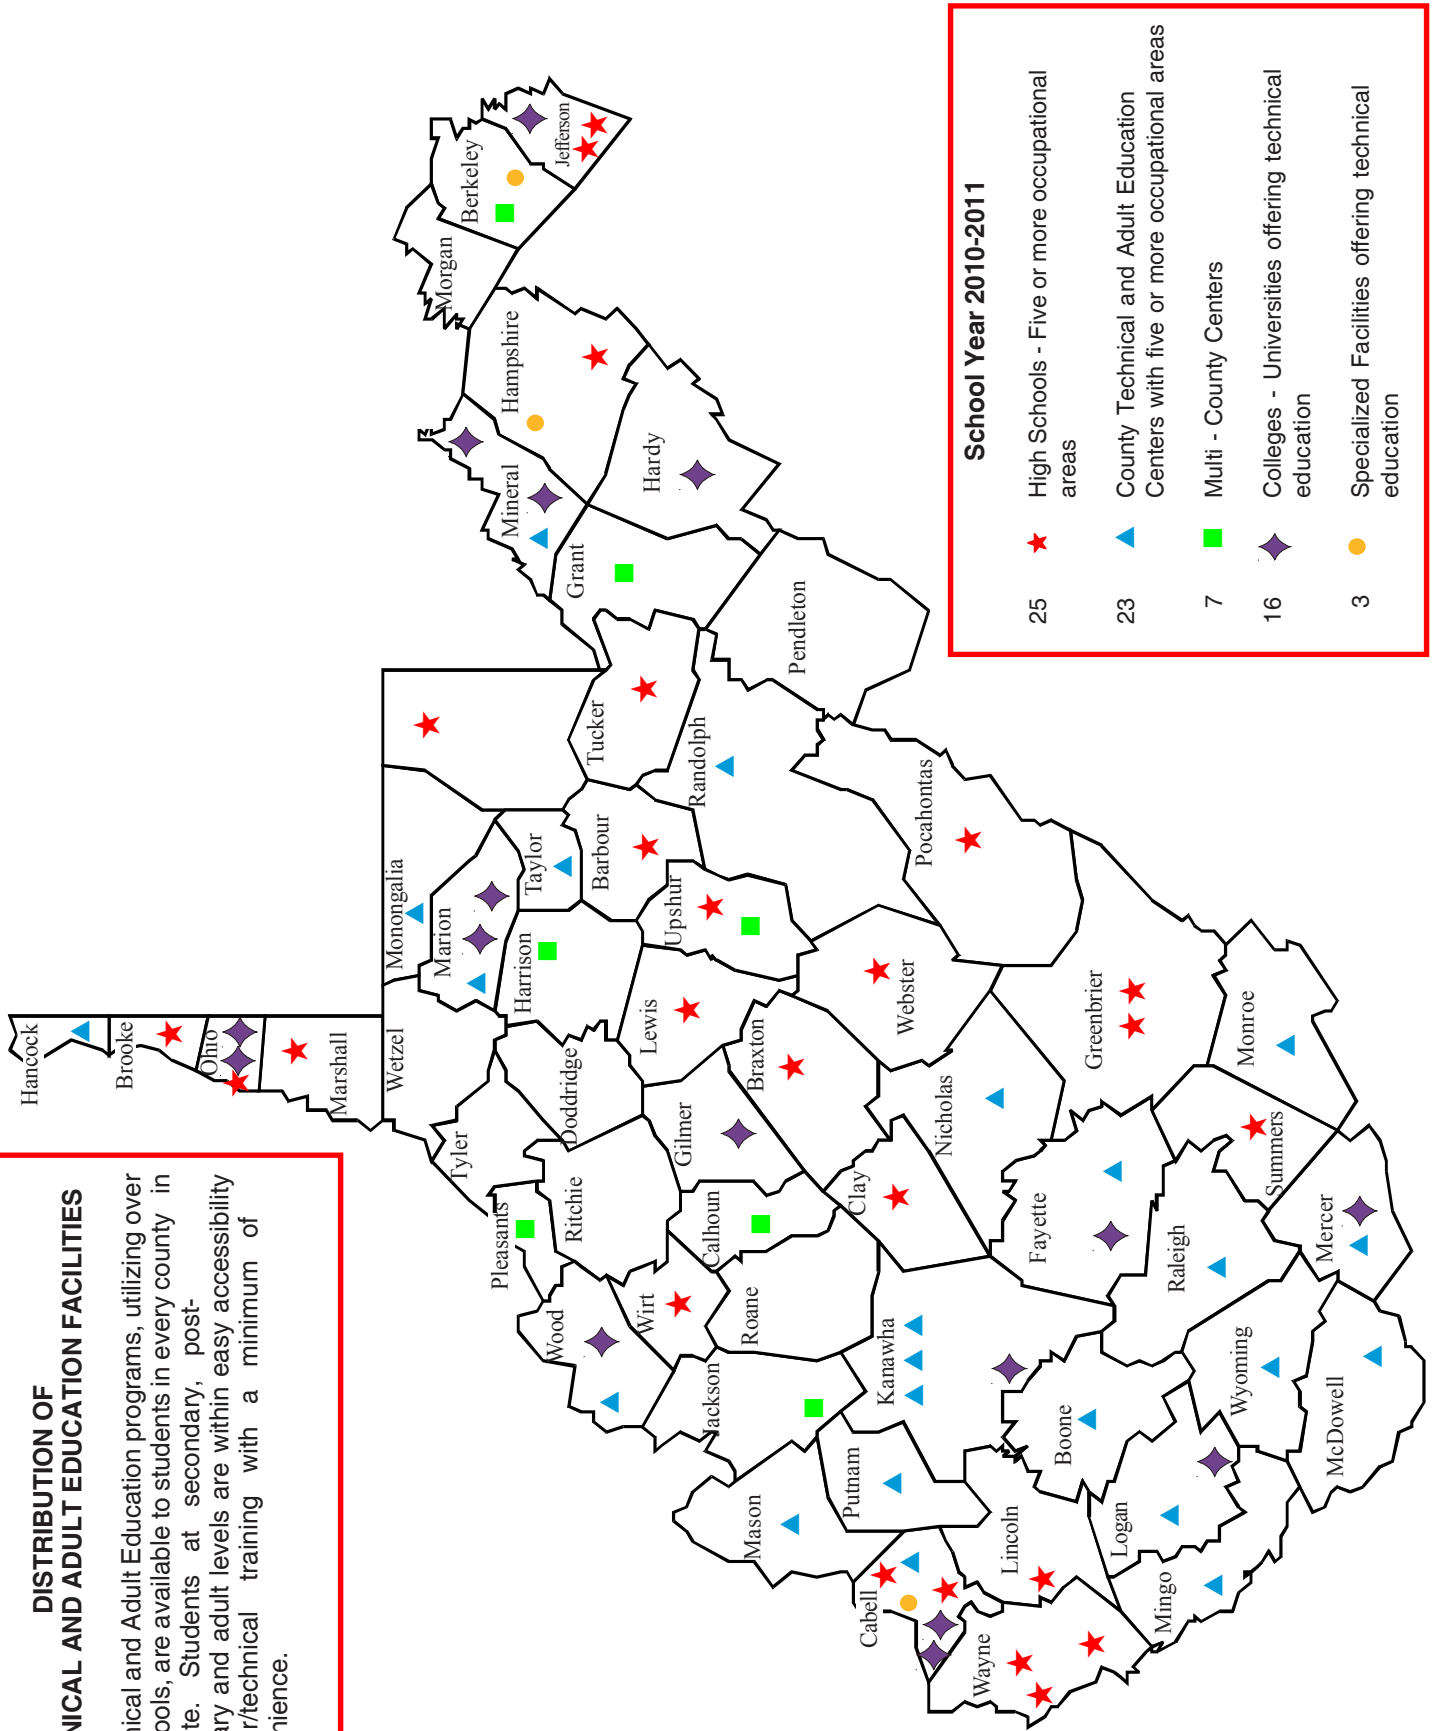 DISTRIBUTION OF
NICAL AND ADULT EDUCATION FACILITIES
nical and Adult Education programs, utilizing over
ools, are available to students in every county in
te. Students at secondary, post-
ary and adult levels are within easy accessibility
r/technical training with a minimum of
nience.
Hancock
Brooke
Ohio
Marshall
Wetzel
Monongalia
Marion
Taylor
Harrison
Barbour
Tucker
Upshur
Randolph
Lewis
Doddridge
Tyler
Pleasants
Ritchie
Gilmer
Braxton
Webster
Pocahontas
Pendleton
Grant
Mineral
Hampshire
Hardy
Morgan
Berkeley
Jefferson
Wood
Wirt
Calhoun
Roane
Jackson
Clay
Nicholas
Greenbrier
Monroe
Summers
Fayette
Raleigh
Mercer
Kanawha
Mason
Putnam
Boone
Wyoming
McDowell
Logan
Lincoln
Cabell
Wayne
Mingo
School Year 2010-2011
25 High Schools - Five or more occupational
areas
23 County Technical and Adult Education
Centers with five or more occupational areas
7 Multi - County Centers
16 Colleges - Universities offering technical
education
3 Specialized Facilities offering technical
education